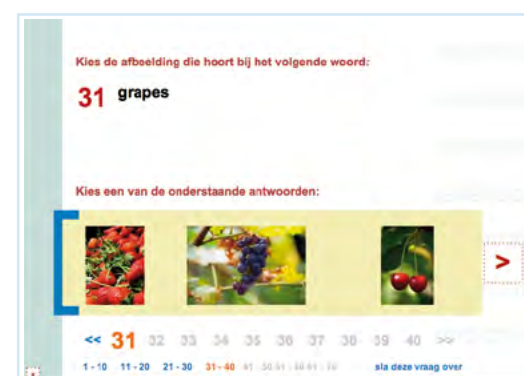 Kies de afbeelding die hoort bij het volgende woord:
31 grapes
Kies een van de onderstaande antwoorden:
>
<< 31 32 33 34 35 36 37 38 39 40 >>
1 - 10 11 - 20 21 - 30 31 - 40 41 - 50 sla deze vraag over